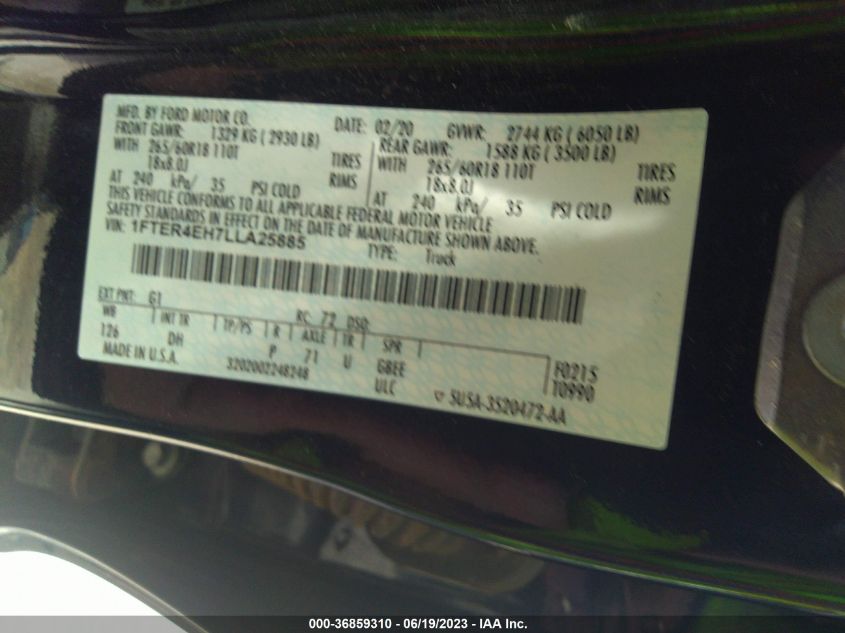 MFD. BY FORD MOTOR CO.
DATE: 02/20 GVWR: 2744 KG ( 6050 LB)
FRONT GAWR: 1329 KG ( 2930 LB) REAR GAWR: 1588 KG ( 3500 LB)
WITH 265/60R18 110T TIRES WITH 265/60R18 110T TIRES
18x8.0J RIMS 18x8.0J RIMS
AT 240 kPa/ 35 PSI COLD AT 240 kPa/ 35 PSI COLD
THIS VEHICLE CONFORMS TO ALL APPLICABLE FEDERAL MOTOR VEHICLE
SAFETY STANDARDS IN EFFECT ON THE DATE OF MANUFACTURE SHOWN ABOVE.
VIN: 1FTER4EH7LLA25885 TYPE: Truck
EXT PNT: G1 RC: 72 DSO:
WB INT TR TP/PS R AXLE TR SPR
126 DH P 71 U GBEE F0215
MADE IN U.S.A. 3202002248248 ULC T0990
5U5A-3520472-AA
000-36859310 - 06/19/2023 - IAA Inc.